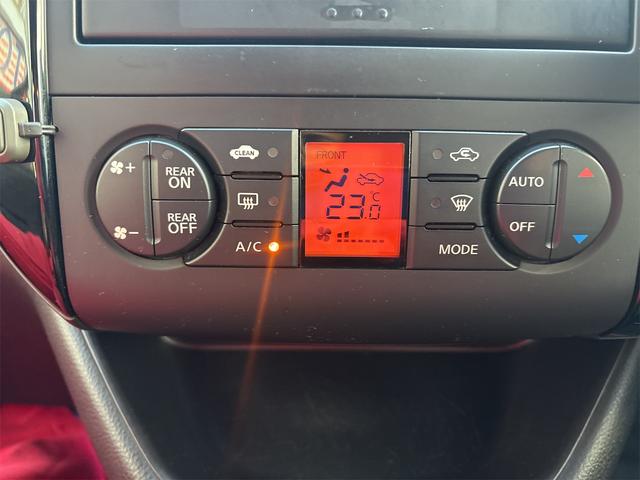 CLEAN
REAR
ON
REAR
OFF
A/C
FRONT
23.0
°C
MODE
AUTO
OFF